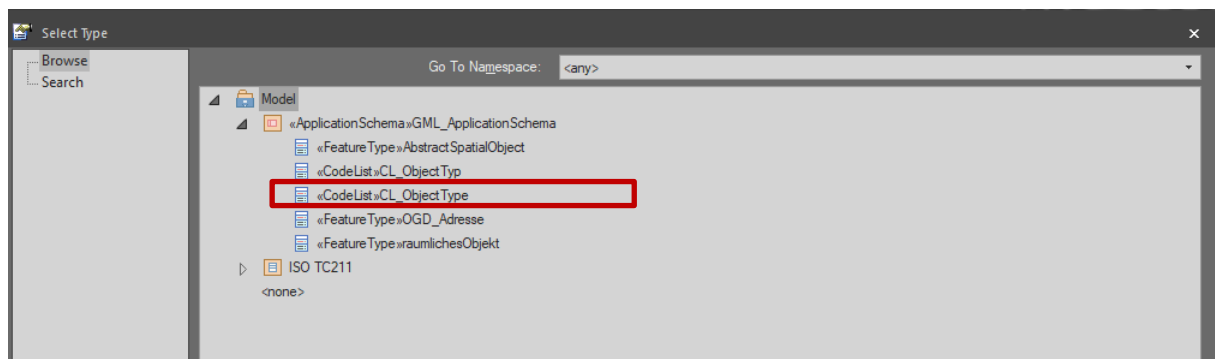 Select Type
Browse
Search
Go To Namespace: <any>
Model
«ApplicationSchema»GML_ApplicationSchema
«FeatureType»AbstractSpatialObject
«CodeList»CL_ObjectTyp
«CodeList»CL_ObjectType
«FeatureType»OGD_Adresse
«FeatureType»raumlichesObjekt
ISO TC211
<none>